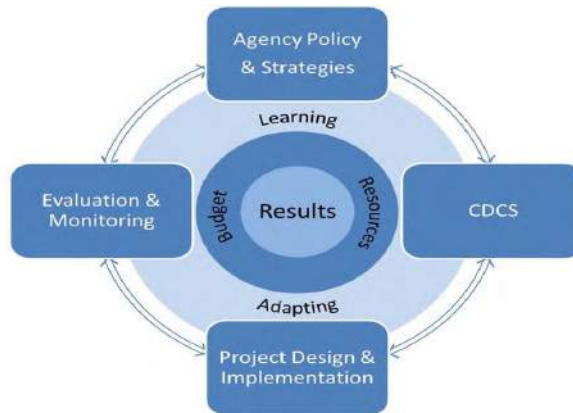 Agency Policy
& Strategies
Learning
Evaluation &
Monitoring
Budget
Results
Resources
CDCS
Adapting
Project Design &
Implementation